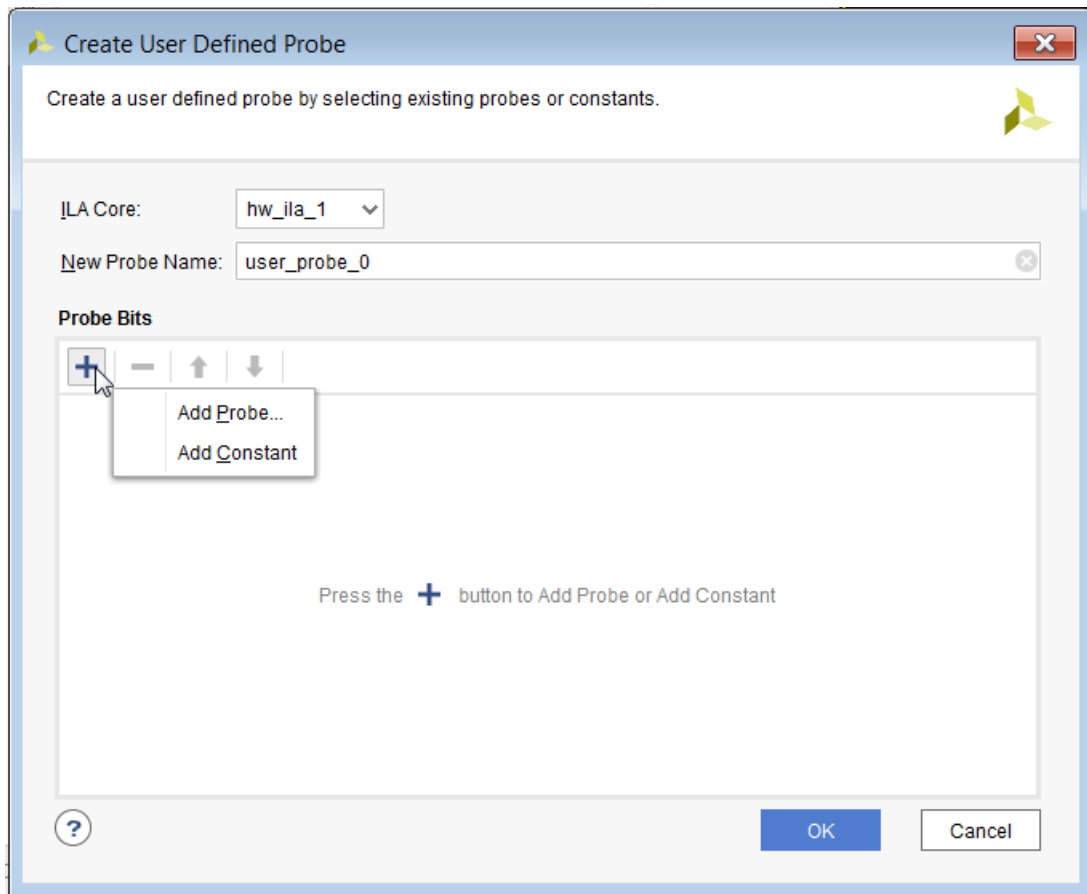 Create User Defined Probe
Create a user defined probe by selecting existing probes or constants.
ILA Core: hw_ila_1
New Probe Name: user_probe_0
Probe Bits
Add Probe...
Add Constant
Press the + button to Add Probe or Add Constant
? OK Cancel